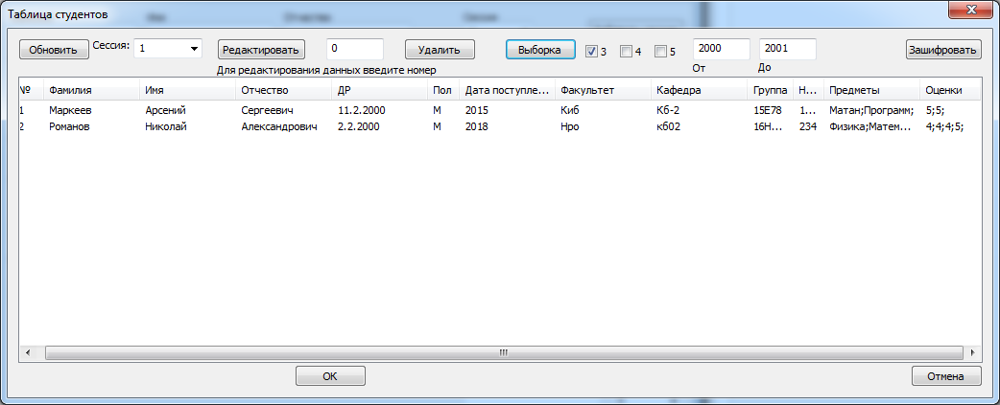 Таблица студентов
Обновить Сессия: 1 Редактировать 0 Удалить Выборка 3 4 5 2000 2001 Зашифровать
Для редактирования данных введите номер От До
№ Фамилия Имя Отчество ДР Пол Дата поступле... Факультет Кафедра Группа Н... Предметы Оценки
1 Маркеев Арсений Сергеевич 11.2.2000 М 2015 Киб Кб-2 15Е78 1... Матан;Программ; 5;5;
2 Романов Николай Александрович 2.2.2000 М 2018 Нро кб02 16Н... 234 Физика;Матем... 4;4;4;5;
ОК Отмена